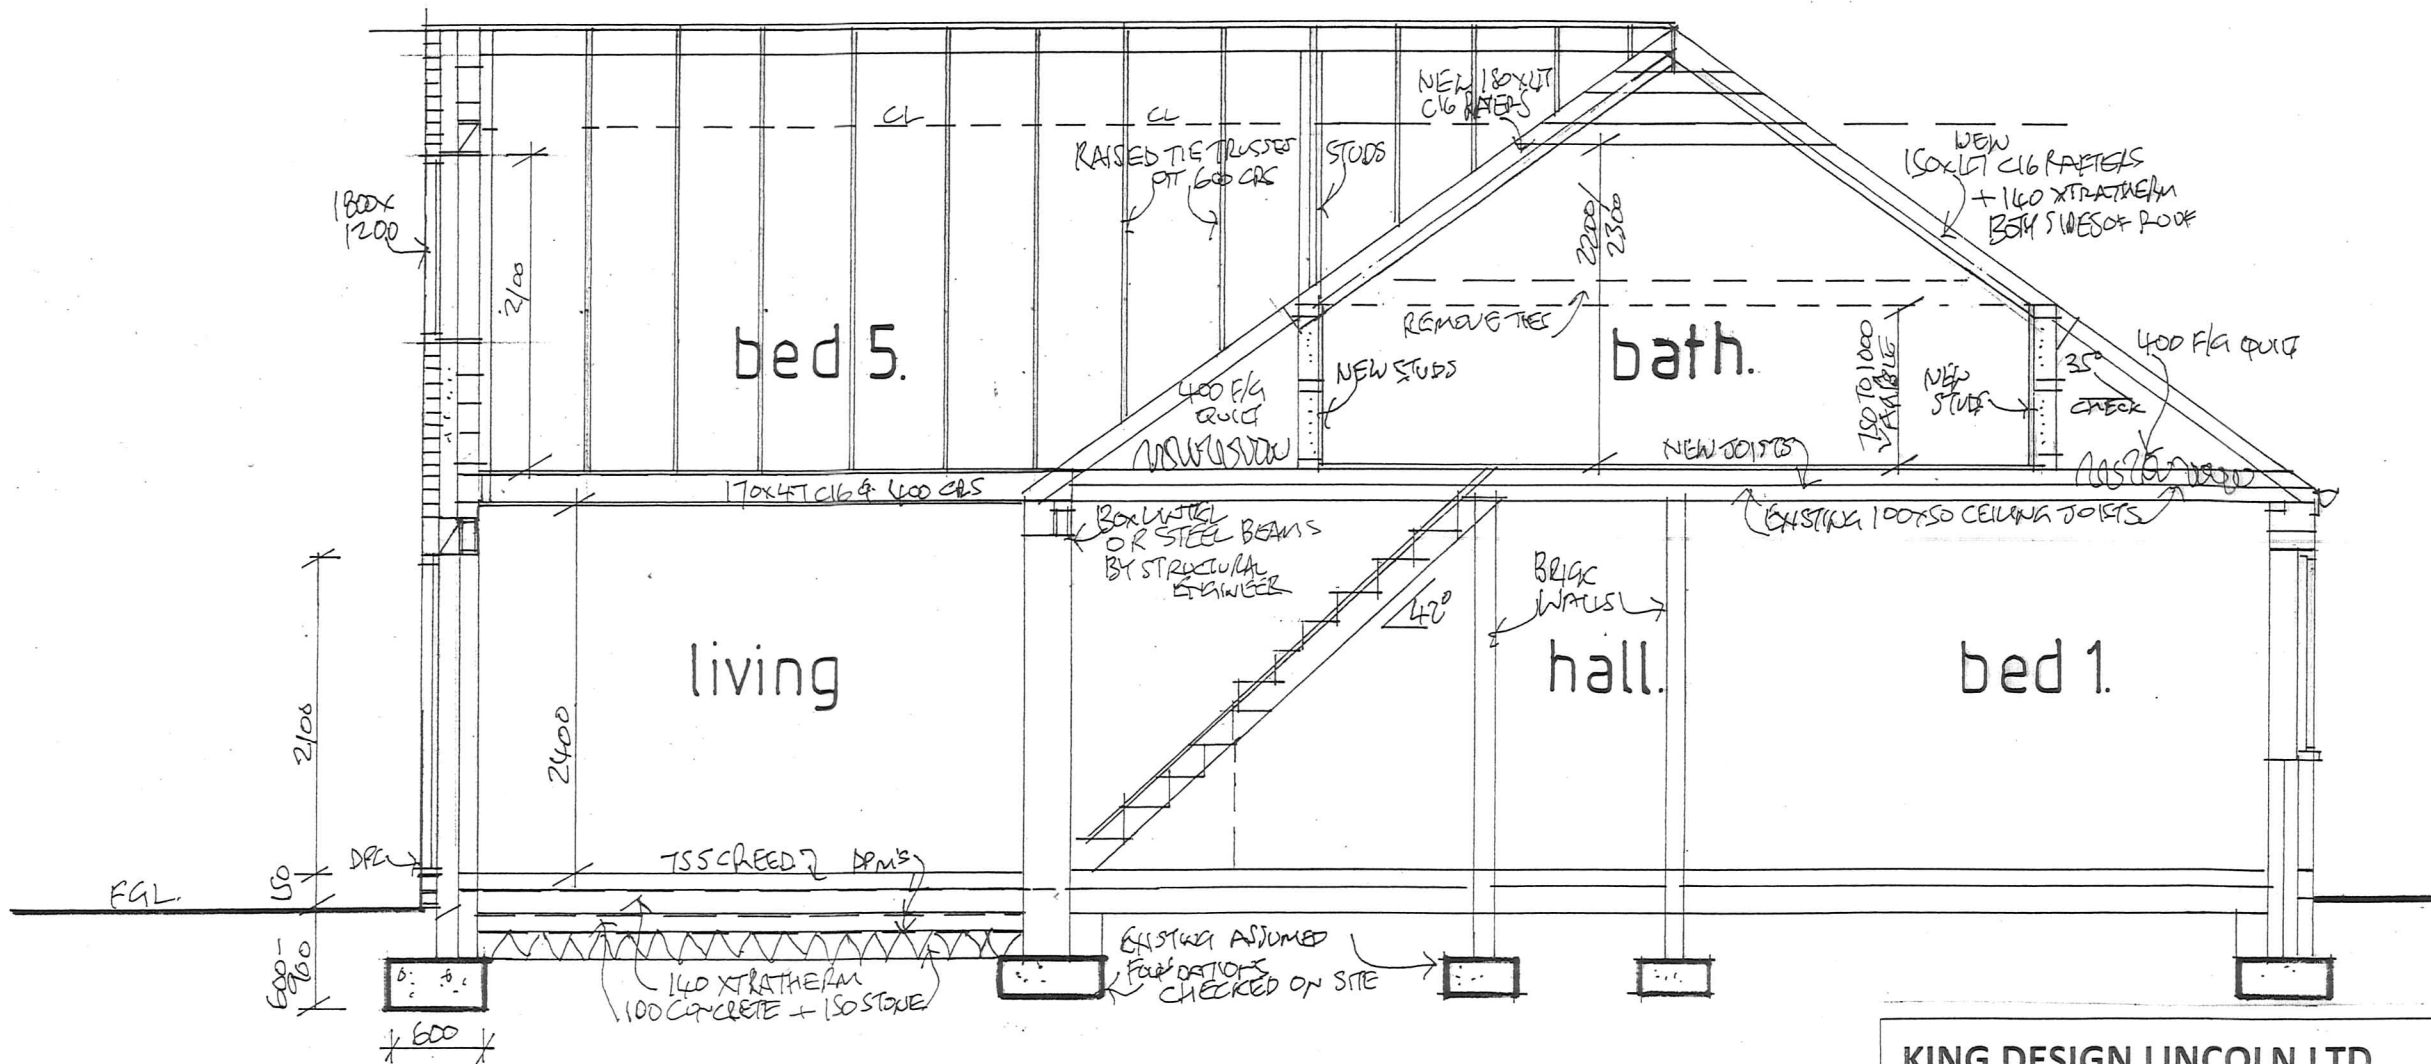 CL
CL
NEW 150X47
C16 RAFTERS
RAISED TIE TRUSSES
AT 600 CRS
STUDS
NEW
150X47 C16 RAFTERS
+ 140 XTRATHERM
BOTH SIDES OF ROOF
1800X
1200
2100
2200/
2300
bed 5.
REMOVE TIES
bath.
750 TO 1000
VARIABLE
400 F/G QUILT
35°
CHECK
NEW STUDS
NEW
STUDS
400 F/G
QUILT
NEW JOISTS
170X47 C16 @ 400 CRS
EXISTING 100X50 CEILING JOISTS
BOX LINTEL
OR STEEL BEAMS
BY STRUCTURAL
ENGINEER
BRICK
WALLS
42°
living
hall.
bed 1.
2100
2400
DPC
75 SCREED
DPM'S
150
FGL.
600-
900
140 XTRATHERM
100 CONCRETE + 150 STONE
EXISTING ASSUMED
FOUNDATIONS
CHECKED ON SITE
600
KING DESIGN LINCOLN LTD